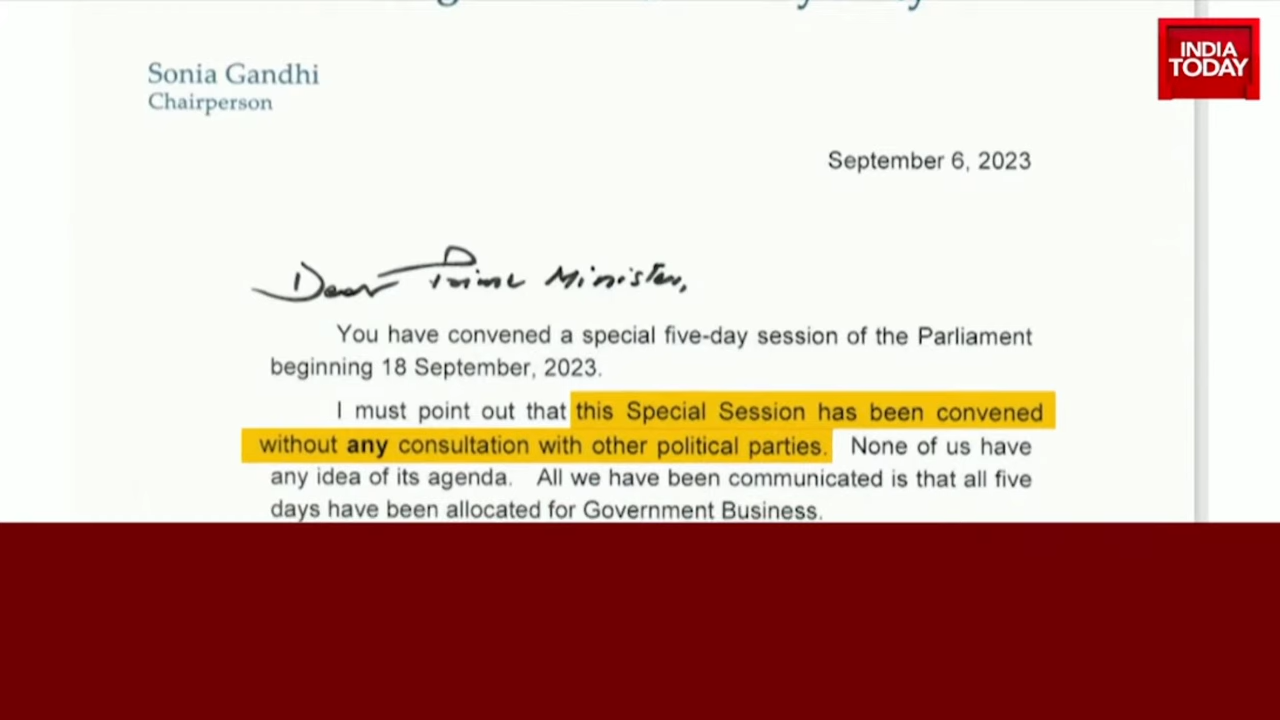 INDIA
TODAY
Sonia Gandhi
Chairperson
September 6, 2023
Dear Prime Minister,
You have convened a special five-day session of the Parliament
beginning 18 September, 2023.
I must point out that this Special Session has been convened
without any consultation with other political parties. None of us have
any idea of its agenda. All we have been communicated is that all five
days have been allocated for Government Business.